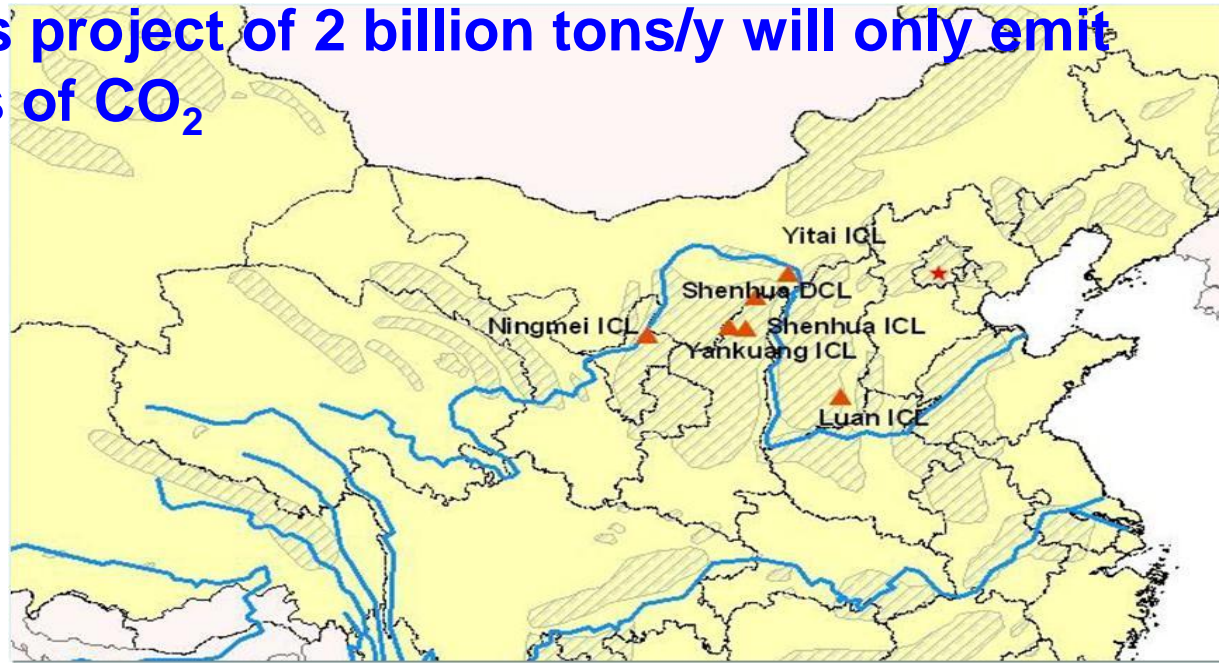 s project of 2 billion tons/y will only emit
s of CO₂
Yitai ICL
Shenhua DCL
Ningmei ICL
Shenhua ICL
Yankuang ICL
Luan ICL